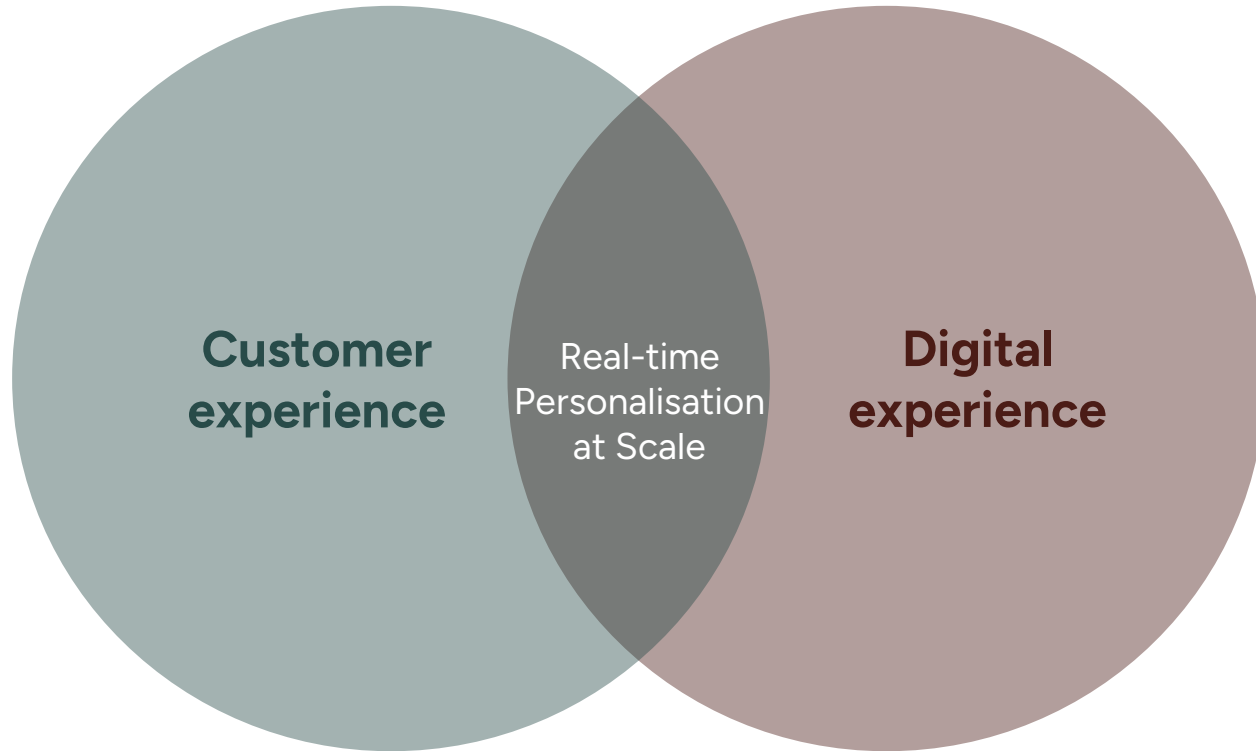 Customer
experience
Real-time
Personalisation
at Scale
Digital
experience